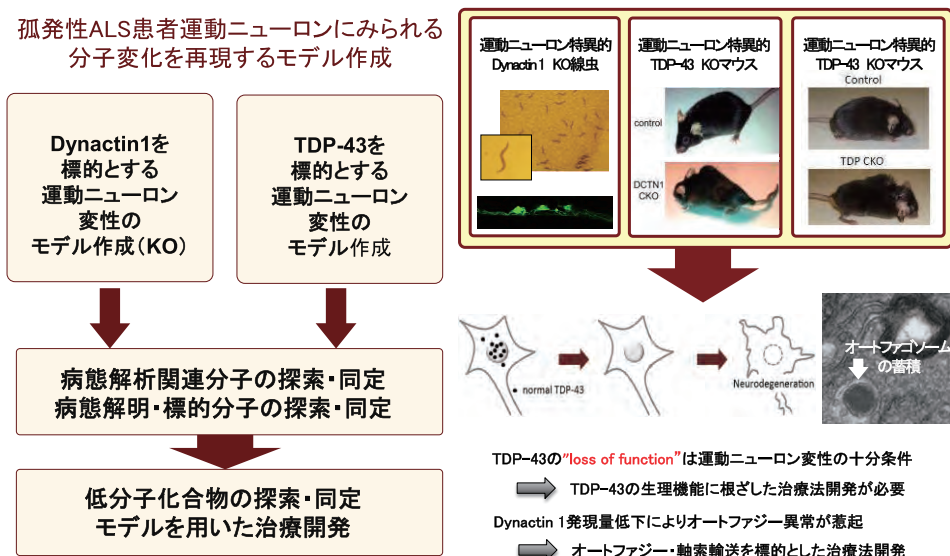 孤発性ALS患者運動ニューロンにみられる
分子変化を再現するモデル作成
Dynactin1を
標的とする
運動ニューロン
変性の
モデル作成(KO)
TDP-43を
標的とする
運動ニューロン
変性の
モデル作成
病態解析関連分子の探索・同定
病態解明・標的分子の探索・同定
低分子化合物の探索・同定
モデルを用いた治療開発
運動ニューロン特異的
Dynactin 1 KO線虫
運動ニューロン特異的
TDP-43 KOマウス
control
DCTN1
CKO
運動ニューロン特異的
TDP-43 KOマウス
Control
TDP CKO
normal TDP-43
Neurodegeneration
オートファゴソーム
の蓄積
TDP-43の"loss of function"は運動ニューロン変性の十分条件
TDP-43の生理機能に根ざした治療法開発が必要
Dynactin 1発現量低下によりオートファジー異常が惹起
オートファジー・軸索輸送を標的とした治療法開発